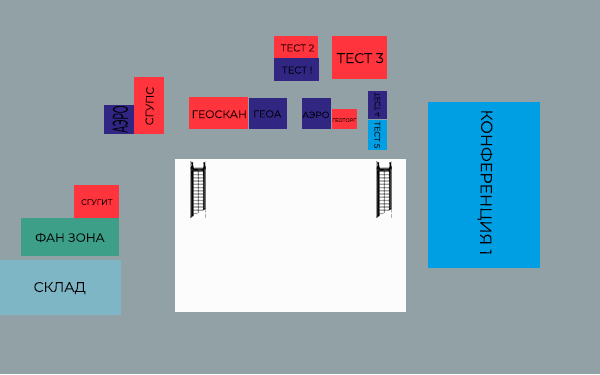 ТЕСТ 2
ТЕСТ 3
ТЕСТ 1
СГУПС
АЭРО
ГЕОСКАН
ГЕОА
АЭРО
ГЕОТОРГ
ТЕСТ 4
ТЕСТ 5
КОНФЕРЕНЦИЯ 1
СГУГИТ
ФАН ЗОНА
СКЛАД